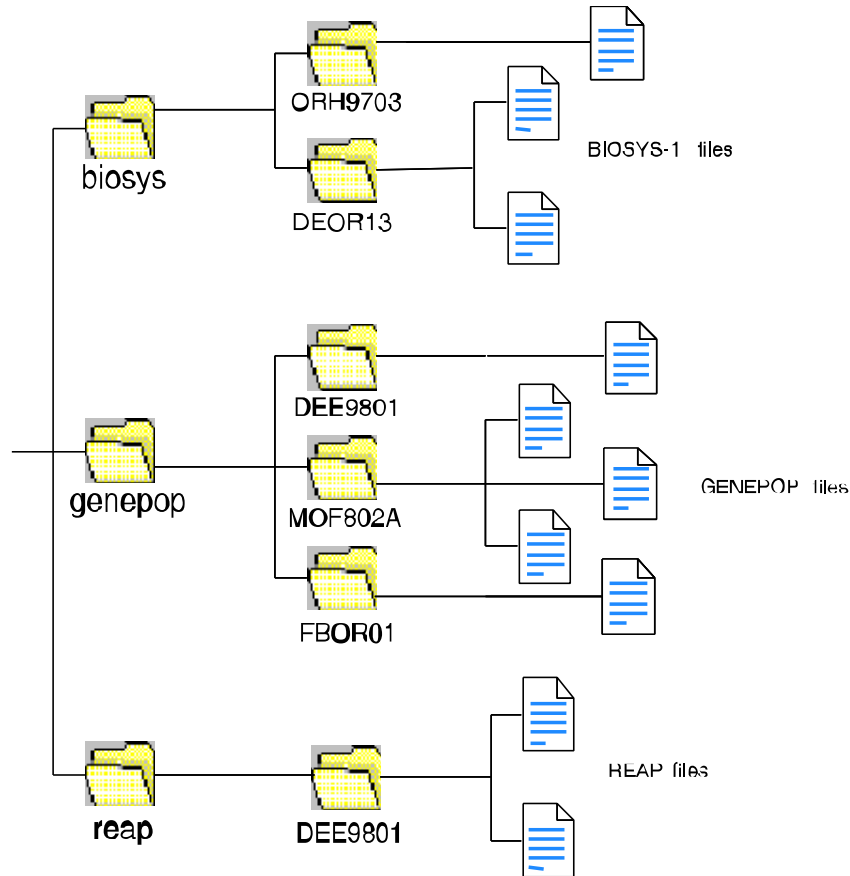 ORH9703
biosys
BIOSYS-1 files
DEOR13
DEE9801
genepop
MOF802A
GENEPOP files
FBOR01
reap
DEE9801
REAP files